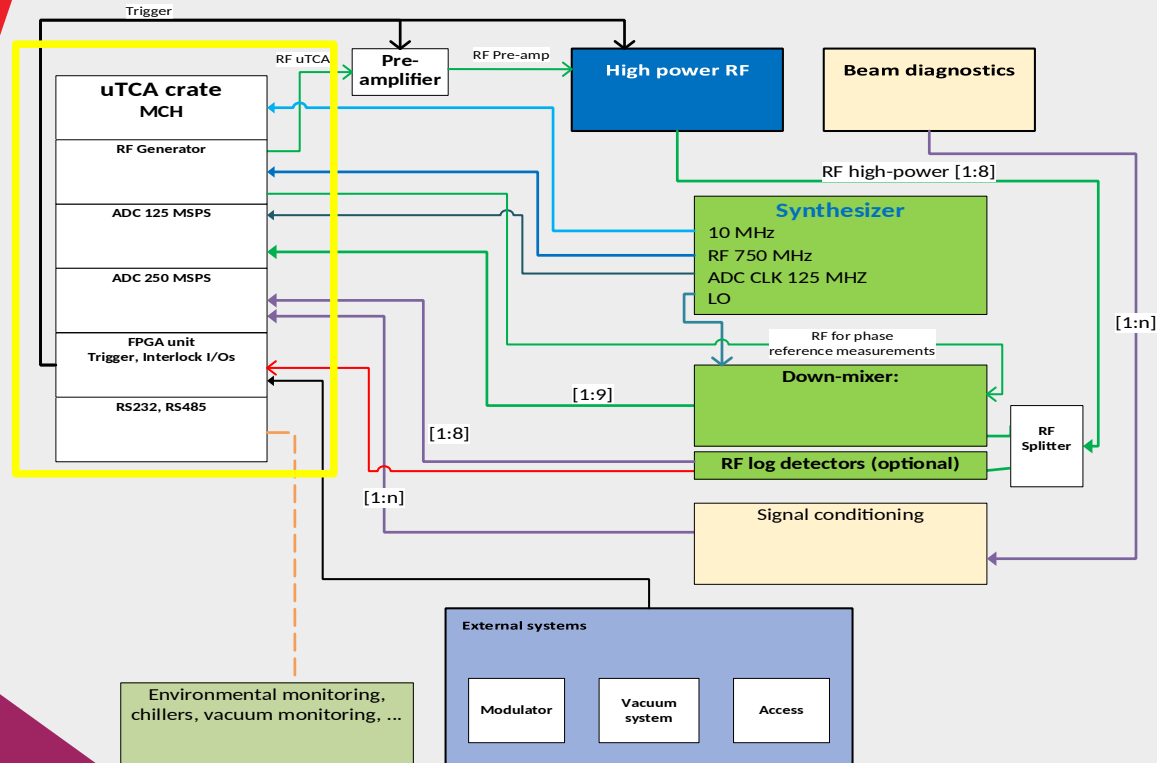 Trigger
RF uTCA
Pre-
amplifier
RF Pre-amp
High power RF
Beam diagnostics
uTCA crate
MCH
RF Generator
ADC 125 MSPS
ADC 250 MSPS
FPGA unit
Trigger, Interlock I/Os
RS232, RS485
RF high-power [1:8]
Synthesizer
10 MHz
RF 750 MHz
ADC CLK 125 MHZ
LO
[1:n]
RF for phase
reference measurements
Down-mixer:
[1:9]
[1:8]
RF
Splitter
RF log detectors (optional)
[1:n]
Signal conditioning
External systems
Modulator
Vacuum
system
Access
Environmental monitoring,
chillers, vacuum monitoring, ...